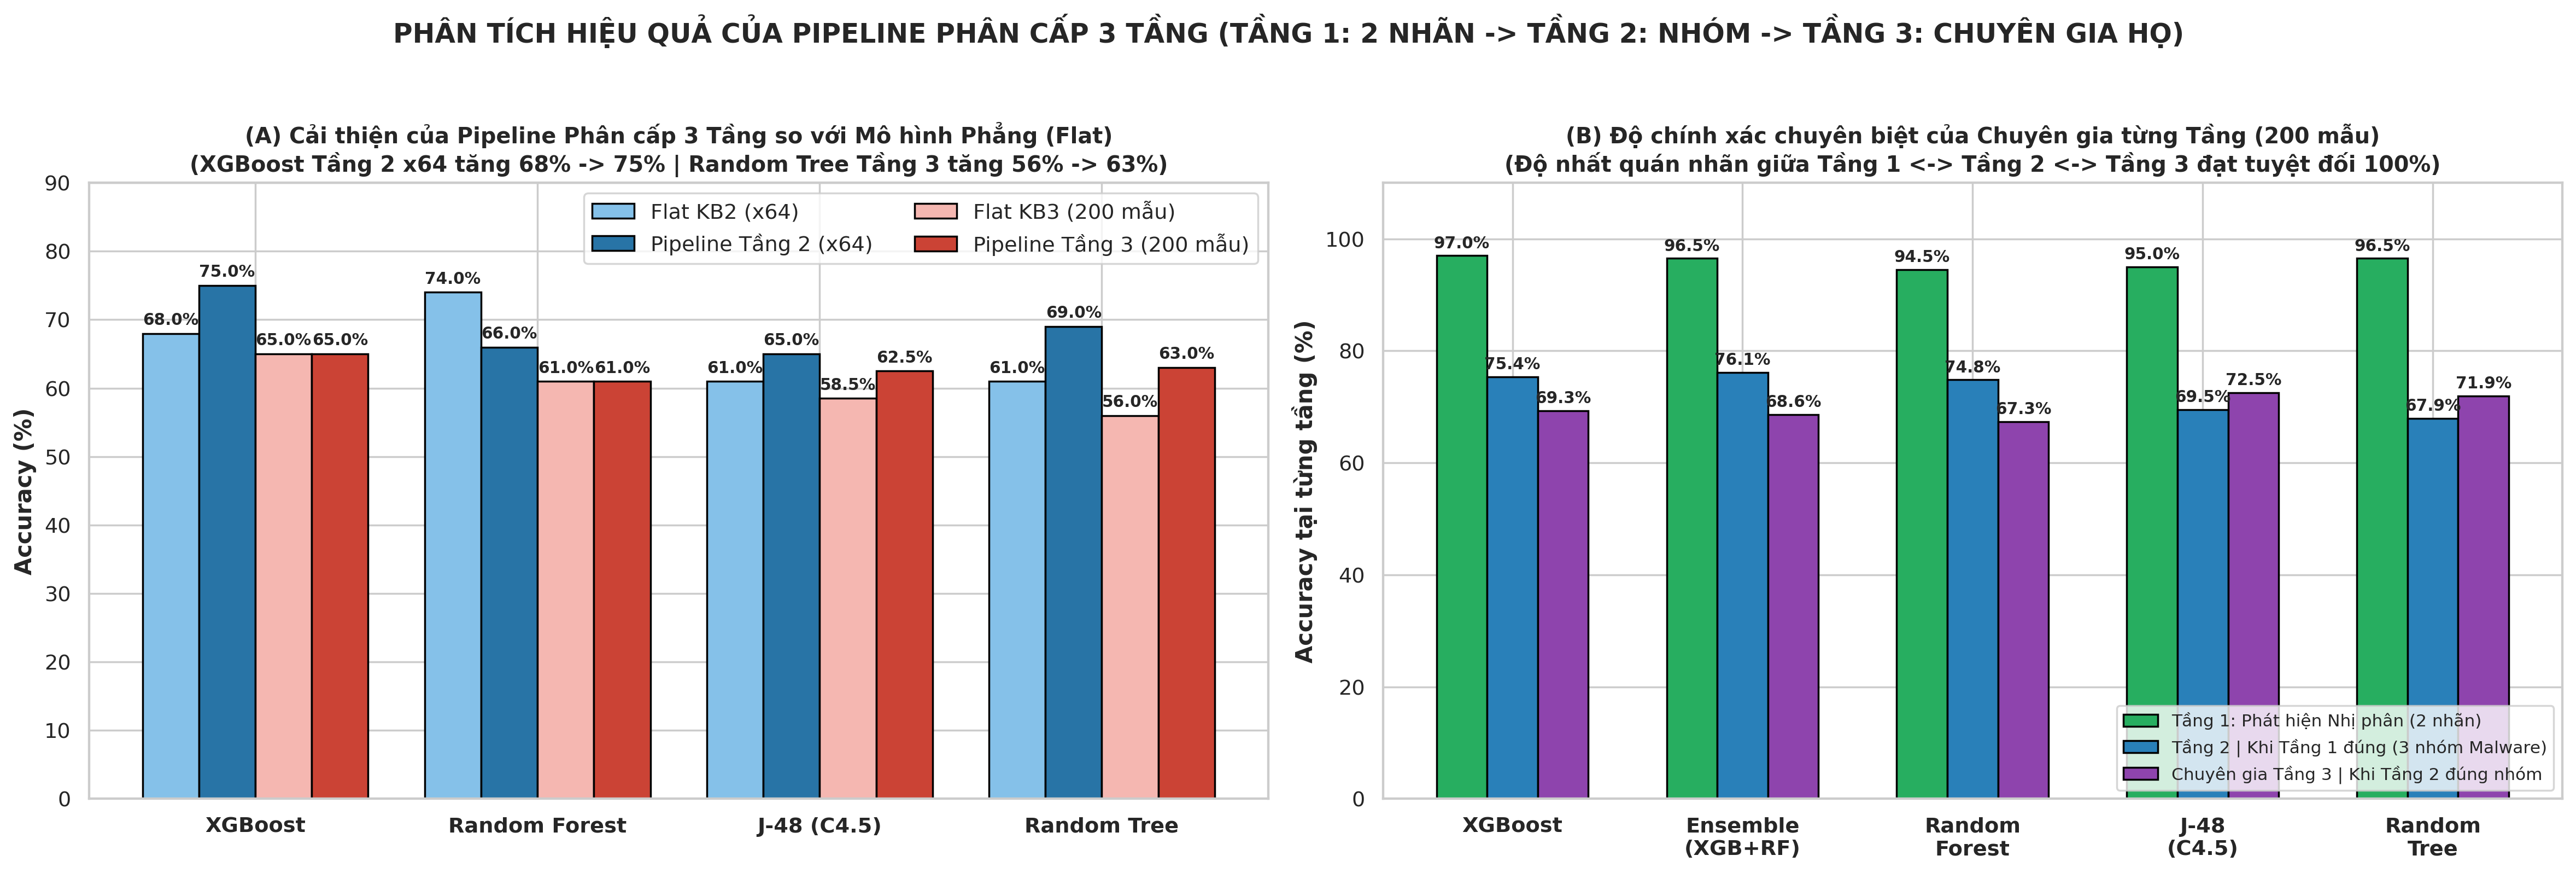 PHÂN TÍCH HIỆU QUẢ CỦA PIPELINE PHÂN CẤP 3 TẦNG (TẦNG 1: 2 NHÃN -> TẦNG 2: NHÓM -> TẦNG 3: CHUYÊN GIA HỌ)
(A) Cải thiện của Pipeline Phân cấp 3 Tầng so với Mô hình Phẳng (Flat)
(XGBoost Tầng 2 x64 tăng 68% -> 75% | Random Tree Tầng 3 tăng 56% -> 63%)
Accuracy (%)
90
80
70
60
50
40
30
20
10
0
Flat KB2 (x64)
Pipeline Tầng 2 (x64)
Flat KB3 (200 mẫu)
Pipeline Tầng 3 (200 mẫu)
68.0%
75.0%
65.0%
65.0%
74.0%
66.0%
61.0%
61.0%
61.0%
65.0%
58.5%
62.5%
61.0%
69.0%
56.0%
63.0%
XGBoost
Random Forest
J-48 (C4.5)
Random Tree
(B) Độ chính xác chuyên biệt của Chuyên gia từng Tầng (200 mẫu)
(Độ nhất quán nhãn giữa Tầng 1 <-> Tầng 2 <-> Tầng 3 đạt tuyệt đối 100%)
Accuracy tại từng tầng (%)
100
80
60
40
20
0
97.0%
75.4%
69.3%
96.5%
76.1%
68.6%
94.5%
74.8%
67.3%
95.0%
69.5%
72.5%
96.5%
67.9%
71.9%
Tầng 1: Phát hiện Nhị phân (2 nhãn)
Tầng 2 | Khi Tầng 1 đúng (3 nhóm Malware)
Chuyên gia Tầng 3 | Khi Tầng 2 đúng nhóm
XGBoost
Ensemble
(XGB+RF)
Random
Forest
J-48
(C4.5)
Random
Tree